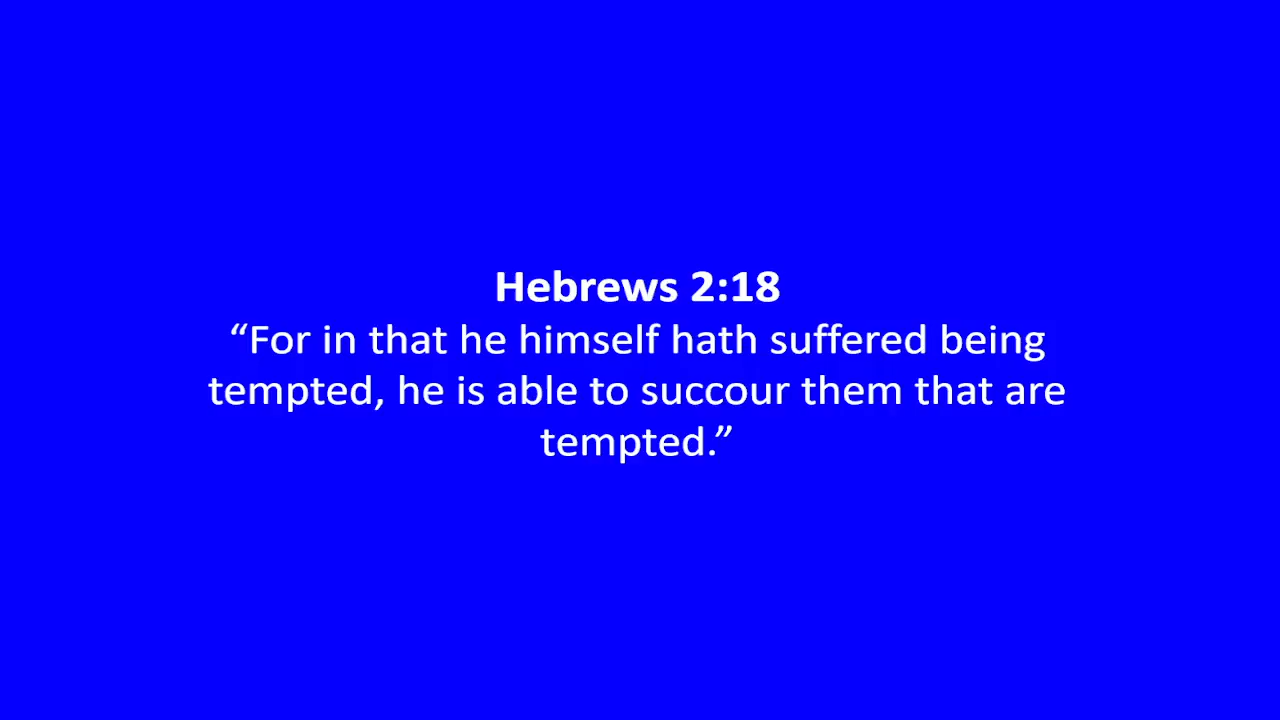 Hebrews 2:18
“For in that he himself hath suffered being
tempted, he is able to succour them that are
tempted.”